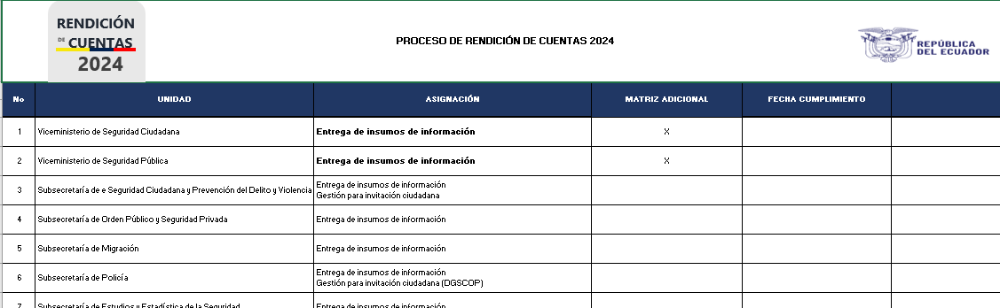 RENDICIÓN
DE CUENTAS
2024
PROCESO DE RENDICIÓN DE CUENTAS 2024
REPÚBLICA
DEL ECUADOR
No UNIDAD ASIGNACIÓN MATRIZ ADICIONAL FECHA CUMPLIMIENTO
1 Viceministerio de Seguridad Ciudadana Entrega de insumos de información X
2 Viceministerio de Seguridad Pública Entrega de insumos de información X
3 Subsecretaría de e Seguridad Ciudadana y Prevención del Delito y Violencia Entrega de insumos de información
Gestión para invitación ciudadana
4 Subsecretaría de Orden Público y Seguridad Privada Entrega de insumos de información
5 Subsecretaría de Migración Entrega de insumos de información
6 Subsecretaría de Policía Entrega de insumos de información
Gestión para invitación ciudadana (DGSCOP)
7 Subsecretaría de Estudios y Estadística de la Seguridad Entrega de insumos de información